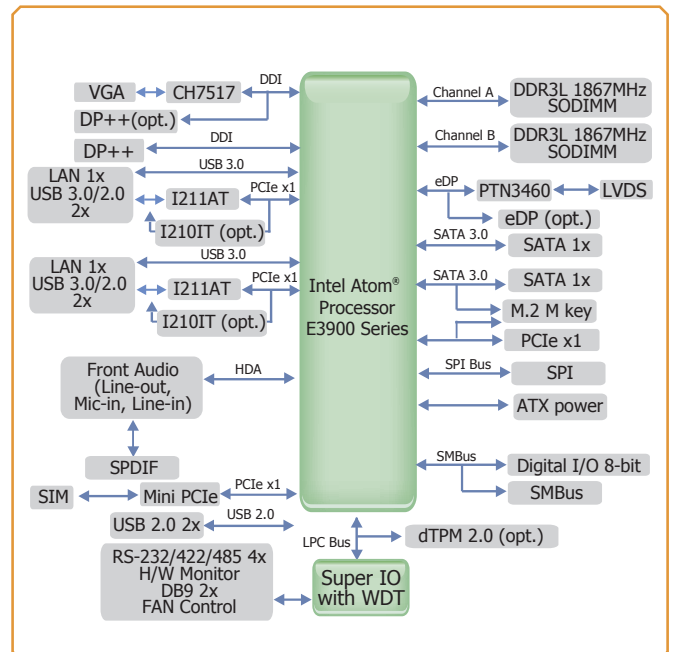 DDI
VGA
CH7517
DP++(opt.)
DDI
DP++
USB 3.0
LAN 1x
USB 3.0/2.0
2x
I211AT
PCIe x1
I210IT (opt.)
USB 3.0
LAN 1x
USB 3.0/2.0
2x
I211AT
PCIe x1
I210IT (opt.)
Front Audio
(Line-out,
Mic-in, Line-in)
HDA
SPDIF
SIM
Mini PCIe
PCIe x1
USB 2.0 2x
USB 2.0
RS-232/422/485 4x
H/W Monitor
DB9 2x
FAN Control
Intel Atom®
Processor
E3900 Series
LPC Bus
Super IO
with WDT
dTPM 2.0 (opt.)
Channel A
DDR3L 1867MHz
SODIMM
Channel B
DDR3L 1867MHz
SODIMM
eDP
PTN3460
LVDS
eDP (opt.)
SATA 3.0
SATA 1x
SATA 3.0
SATA 1x
M.2 M key
PCIe x1
SPI Bus
SPI
ATX power
SMBus
Digital I/O 8-bit
SMBus